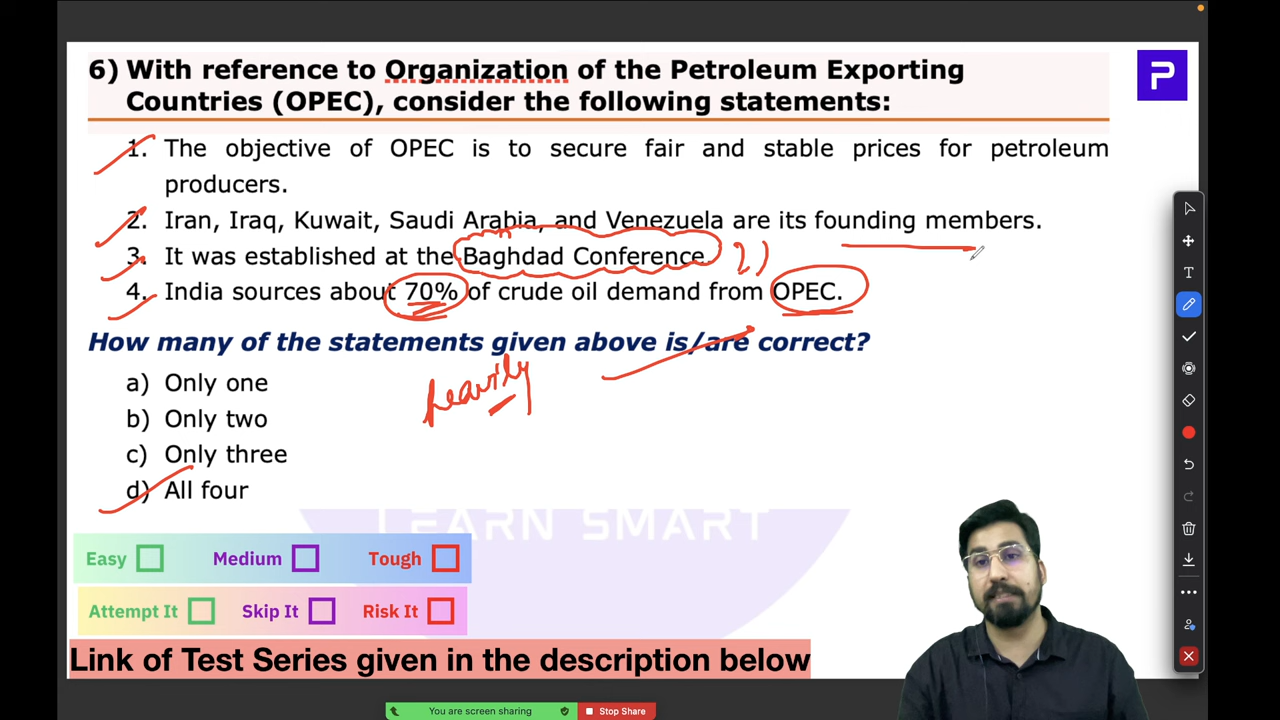 6) With reference to Organization of the Petroleum Exporting
Countries (OPEC), consider the following statements:
P
1. The objective of OPEC is to secure fair and stable prices for petroleum
producers.
2. Iran, Iraq, Kuwait, Saudi Arabia, and Venezuela are its founding members.
3. It was established at the Baghdad Conference.
4. India sources about 70% of crude oil demand from OPEC.
How many of the statements given above is/are correct?
heavily
a) Only one
b) Only two
c) Only three
d) All four
LEARN SMART
Easy Medium Tough
Attempt It Skip It Risk It
Link of Test Series given in the description below
You are screen sharing Stop Share
T